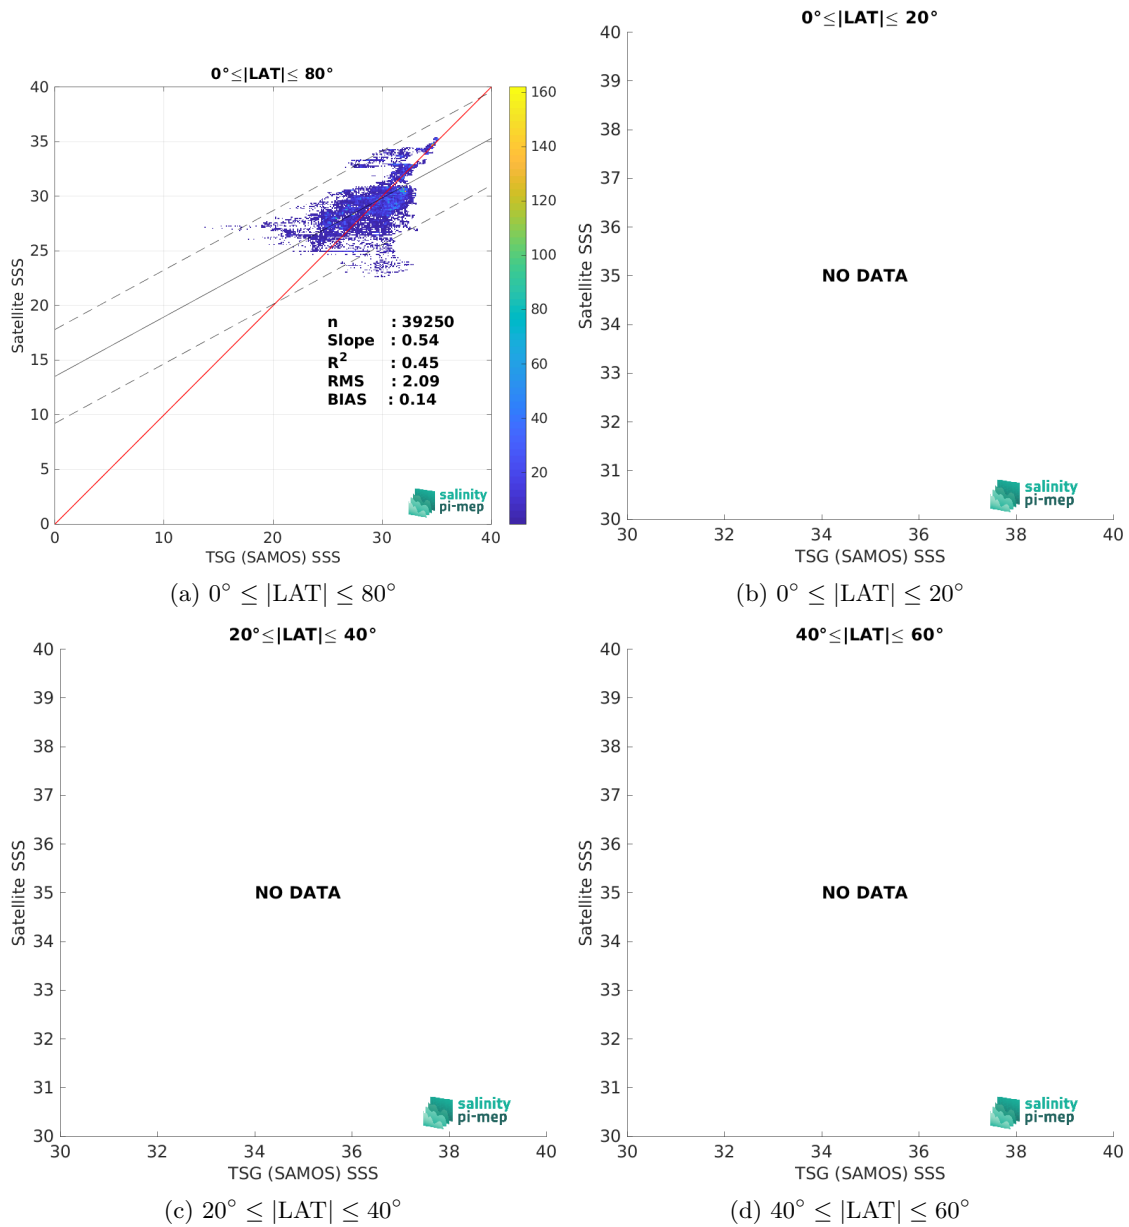 0°≤|LAT|≤ 80°
40
35
30
25
20
15
10
5
0
Satellite SSS
0
10
20
30
40
TSG (SAMOS) SSS
160
140
120
100
80
60
40
20
n : 39250
Slope : 0.54
R² : 0.45
RMS : 2.09
BIAS : 0.14
salinity
pi-mep
(a) 0° ≤ |LAT| ≤ 80°
0°≤|LAT|≤ 20°
40
39
38
37
36
35
34
33
32
31
30
Satellite SSS
NO DATA
salinity
pi-mep
30
32
34
36
38
40
TSG (SAMOS) SSS
(b) 0° ≤ |LAT| ≤ 20°
20°≤|LAT|≤ 40°
40
39
38
37
36
35
34
33
32
31
30
Satellite SSS
NO DATA
salinity
pi-mep
30
32
34
36
38
40
TSG (SAMOS) SSS
(c) 20° ≤ |LAT| ≤ 40°
40°≤|LAT|≤ 60°
40
39
38
37
36
35
34
33
32
31
30
Satellite SSS
NO DATA
salinity
pi-mep
30
32
34
36
38
40
TSG (SAMOS) SSS
(d) 40° ≤ |LAT| ≤ 60°